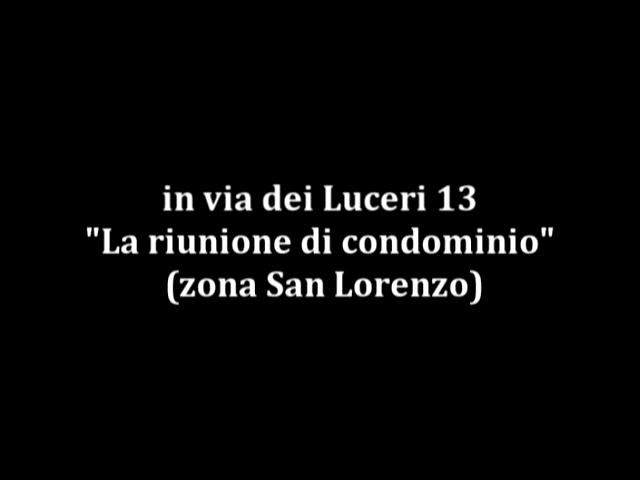 in via dei Luceri 13
"La riunione di condominio"
(zona San Lorenzo)